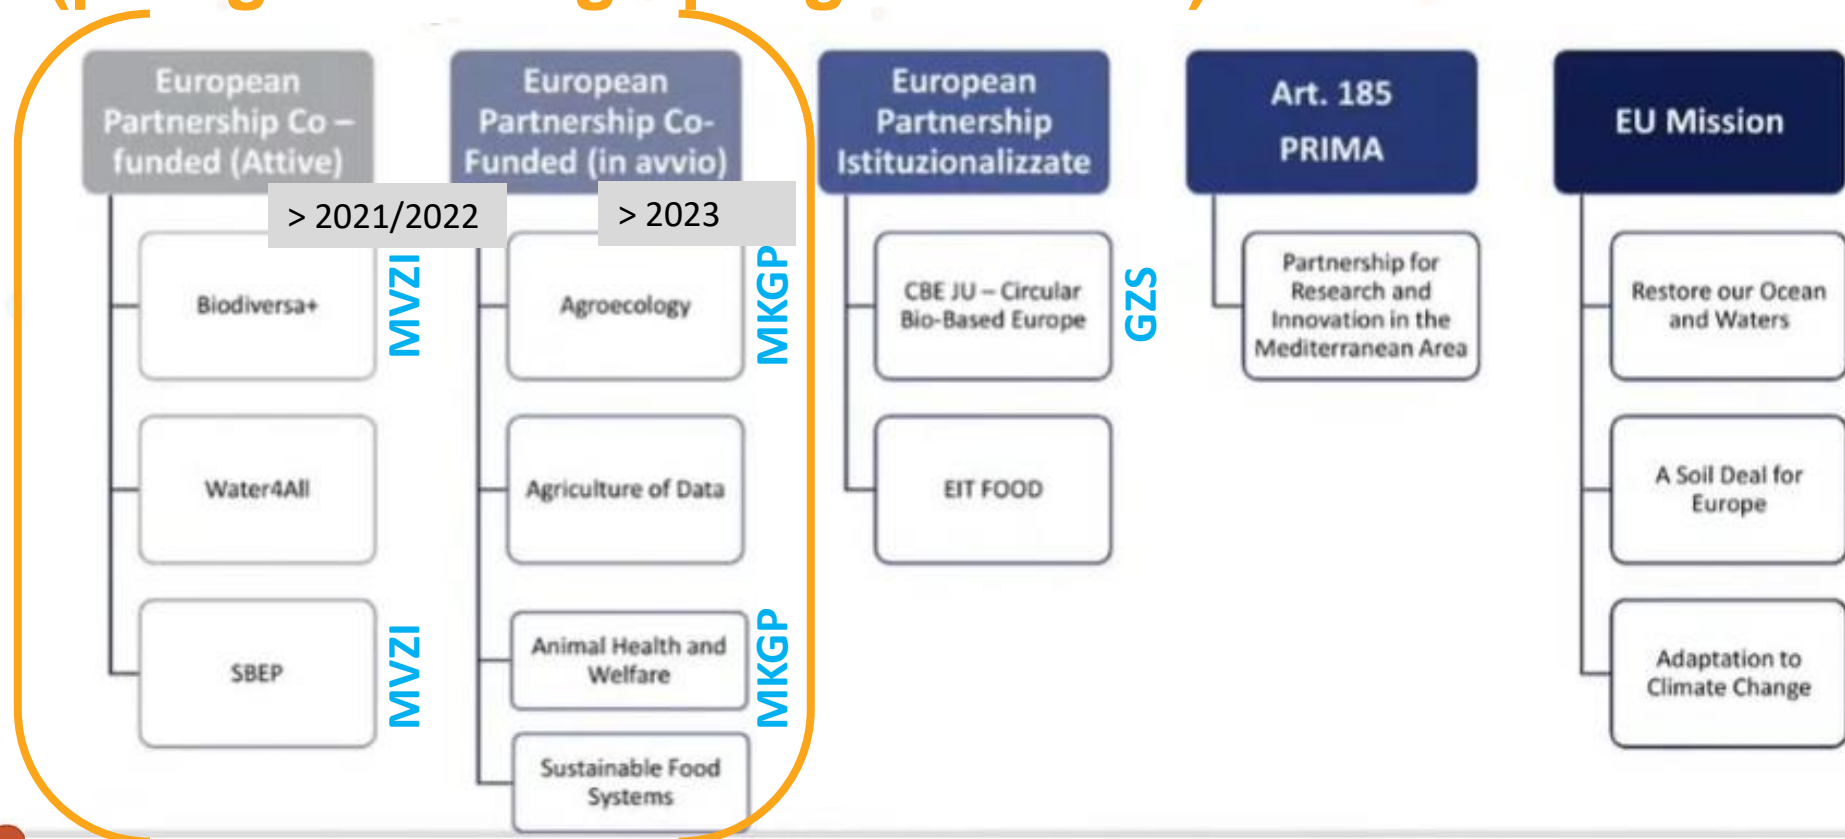 European
Partnership Co –
funded (Attive)
> 2021/2022
Biodiversa+
MVZI
Water4All
SBEP
MVZI
European
Partnership Co-
Funded (in avvio)
> 2023
Agroecology
MKGP
Agriculture of Data
Animal Health and
Welfare
MKGP
Sustainable Food
Systems
European
Partnership
Istituzionalizzate
CBE JU – Circular
Bio-Based Europe
GZS
EIT FOOD
Art. 185
PRIMA
Partnership for
Research and
Innovation in the
Mediterranean Area
EU Mission
Restore our Ocean
and Waters
A Soil Deal for
Europe
Adaptation to
Climate Change